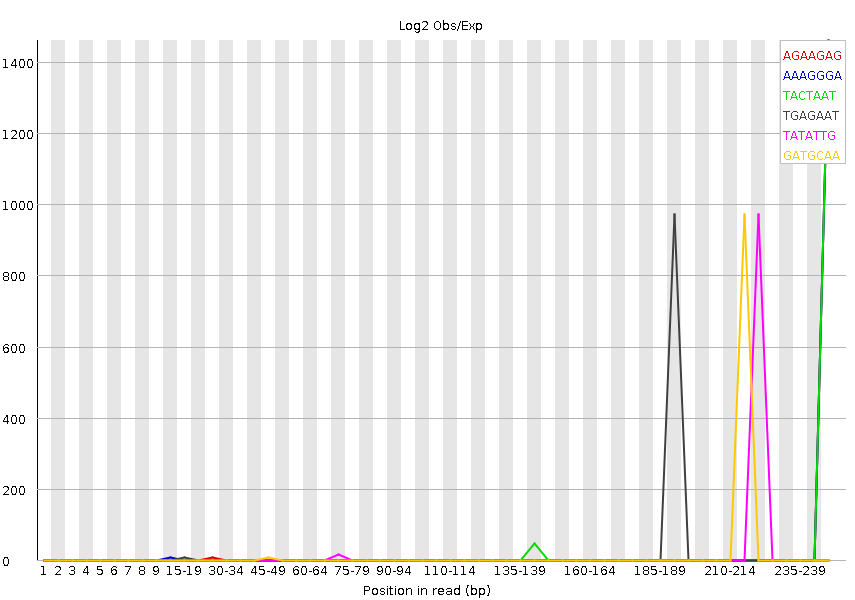 Log2 Obs/Exp
1400
1200
1000
800
600
400
200
0
AGAAGAG
AAAGGGA
TACTAAT
TGAGAAT
TATATTG
GATGCAA
1 2 3 4 5 6 7 8 9 15-19 30-34 45-49 60-64 75-79 90-94 110-114 135-139 160-164 185-189 210-214 235-239
Position in read (bp)